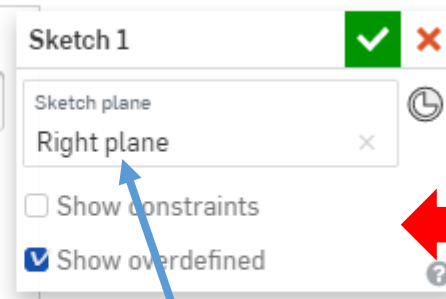 Sketch 1
Sketch plane
Right plane
Show constraints
Show overdefined